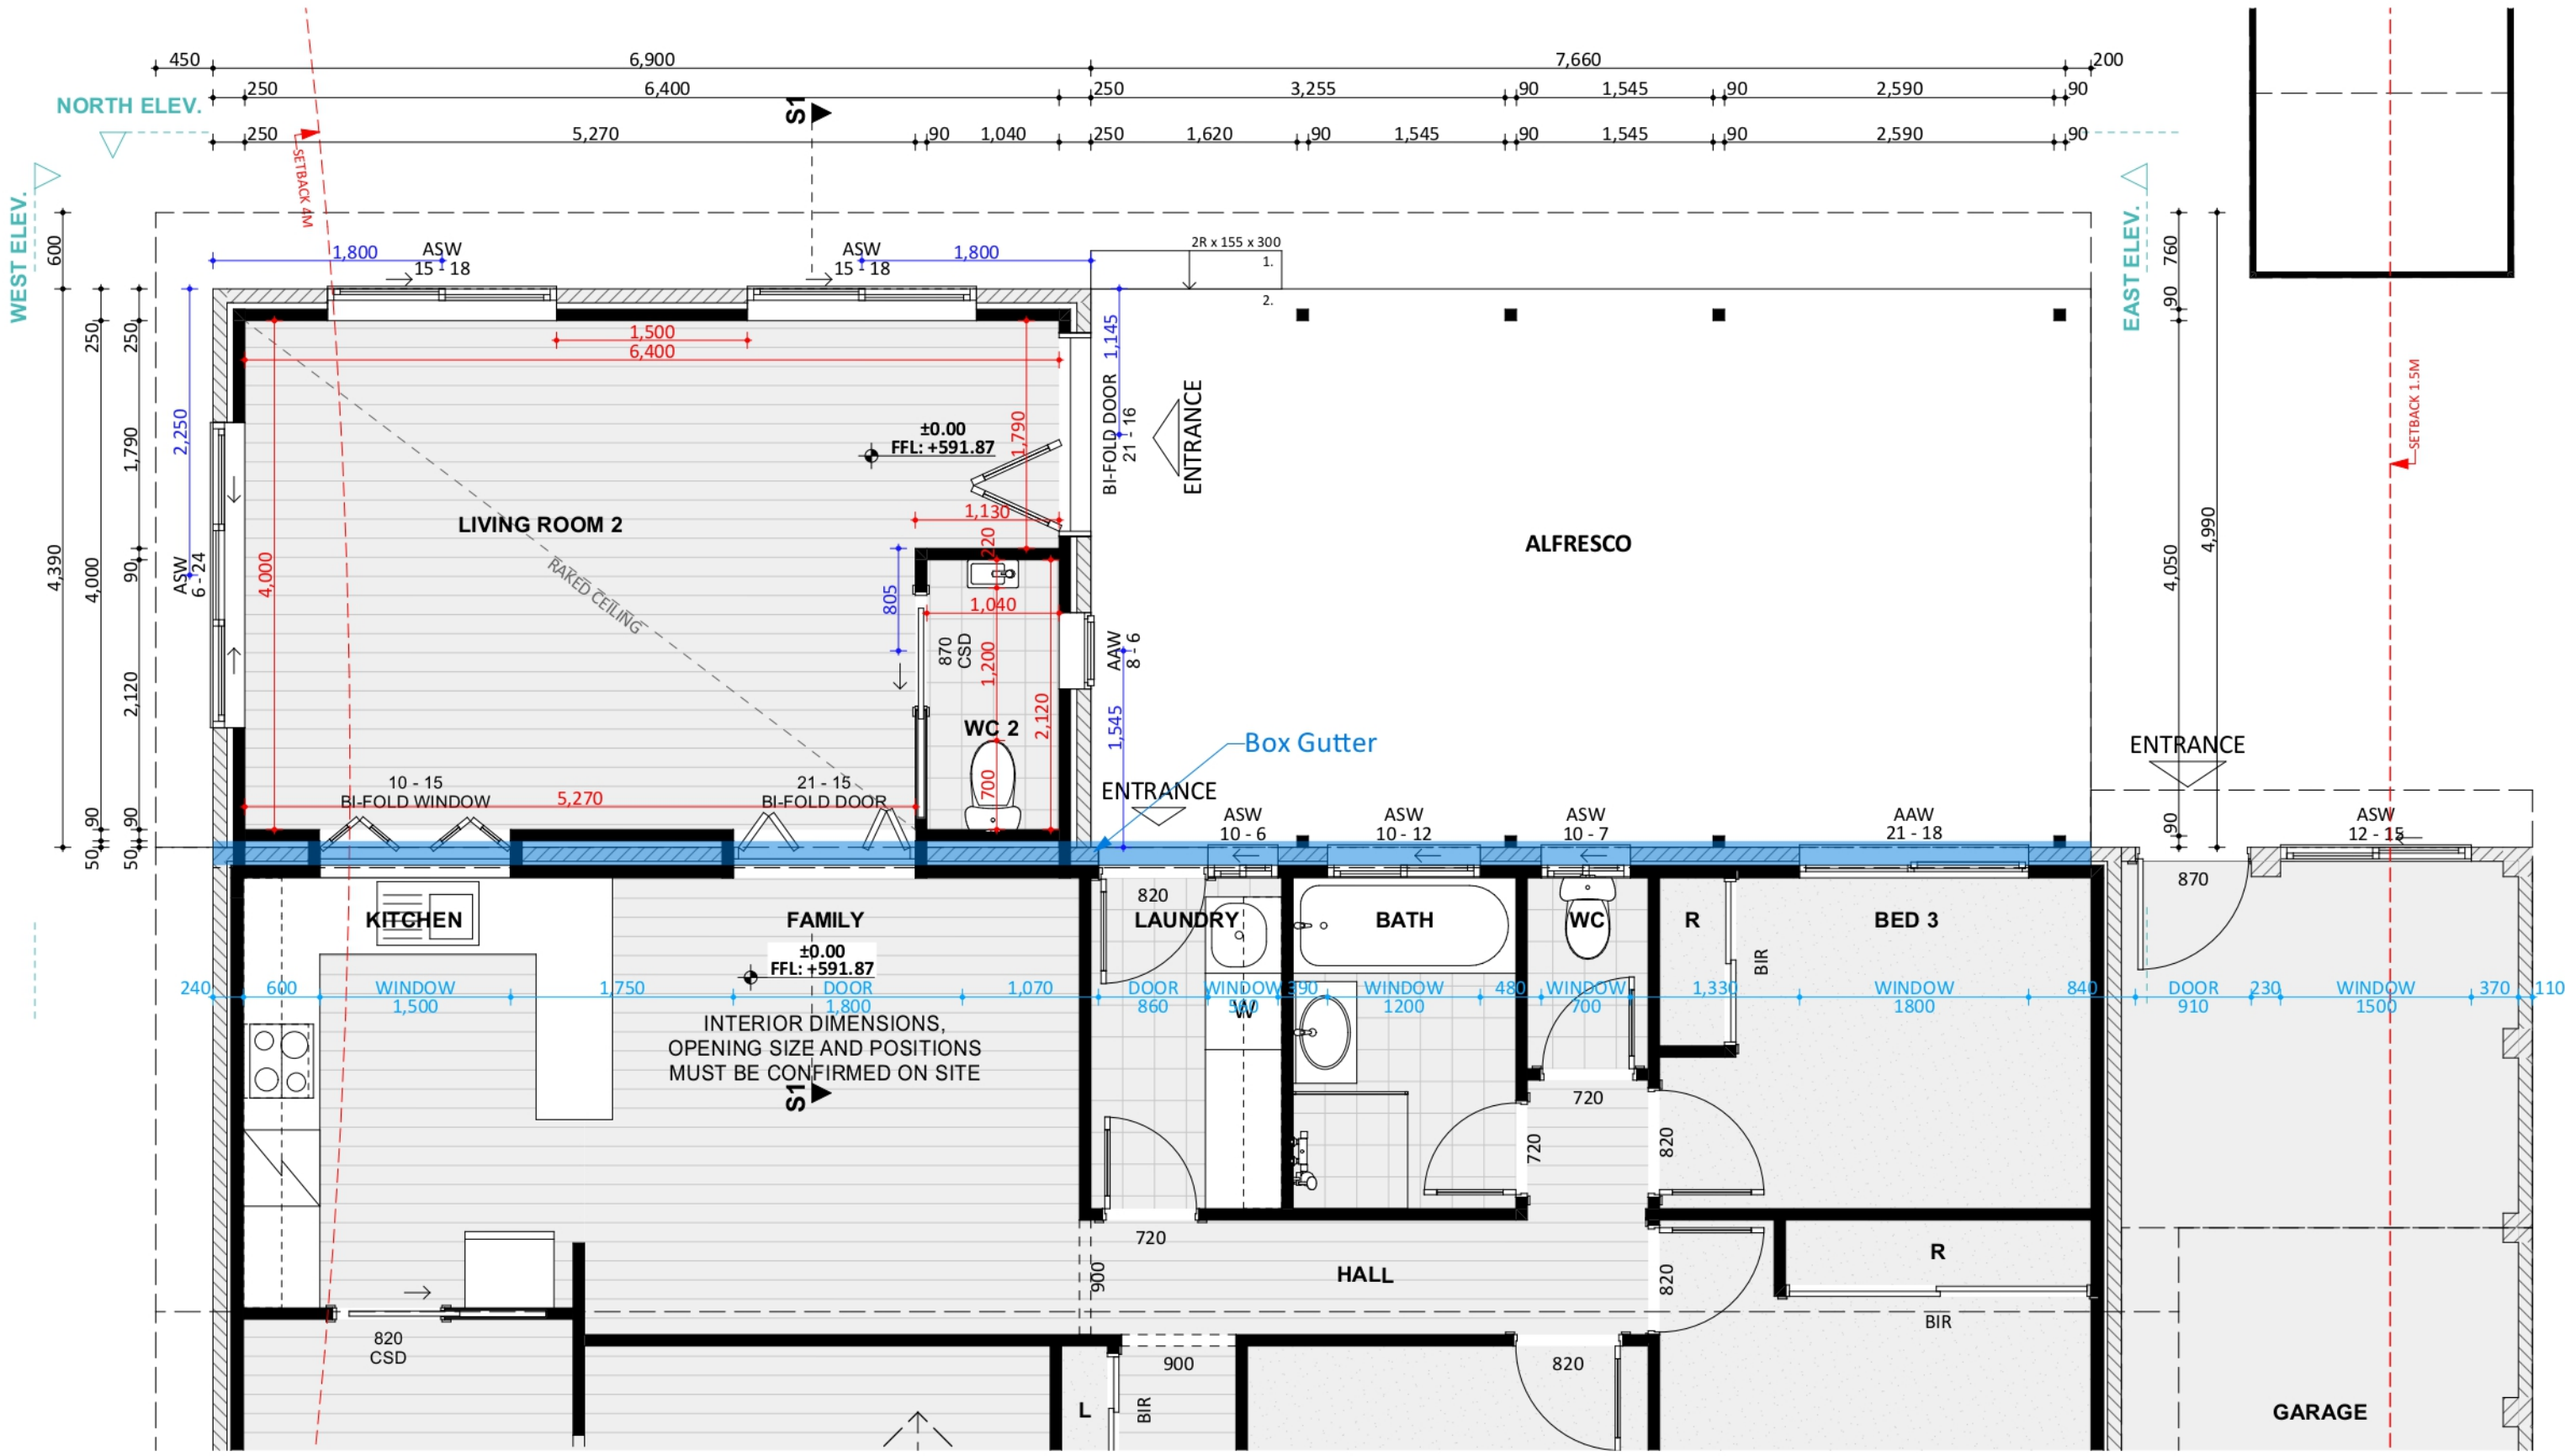 450
6,900
7,660
200
250
6,400
250
3,255
90
1,545
90
2,590
90
NORTH ELEV.
S1
250
5,270
90
1,040
250
1,620
90
1,545
90
1,545
90
2,590
90
SETBACK 4M
WEST ELEV.
EAST ELEV.
600
760
1,800
ASW
15 - 18
ASW
15 - 18
1,800
2R x 155 x 300
1.
2.
90
250
250
1,500
6,400
1,145
2,250
1,790
1,790
BI-FOLD DOOR
21 - 16
ENTRANCE
±0.00
FFL: +591.87
SETBACK 1.5M
LIVING ROOM 2
1,130
220
ALFRESCO
4,990
4,390
4,000
90
ASW
6 - 24
4,000
RAKED CEILING
805
1,040
870
CSD
1,200
AAW
8 - 6
4,050
2,120
2,120
WC 2
1,545
Box Gutter
ENTRANCE
10 - 15
BI-FOLD WINDOW
5,270
21 - 15
BI-FOLD DOOR
700
ENTRANCE
90
90
ASW
10 - 6
ASW
10 - 12
ASW
10 - 7
AAW
21 - 18
90
ASW
12 - 15
50
50
820
870
KITCHEN
FAMILY
LAUNDRY
BATH
WC
R
BED 3
±0.00
FFL: +591.87
BIR
240
600
WINDOW
1,500
1,750
DOOR
1,800
1,070
DOOR
860
WINDOW
560
390
WINDOW
1200
480
WINDOW
700
1,330
WINDOW
1800
840
DOOR
910
230
WINDOW
1500
370
110
W
INTERIOR DIMENSIONS,
OPENING SIZE AND POSITIONS
MUST BE CONFIRMED ON SITE
S1
720
720
820
720
900
HALL
820
R
BIR
820
CSD
900
820
L
BIR
GARAGE